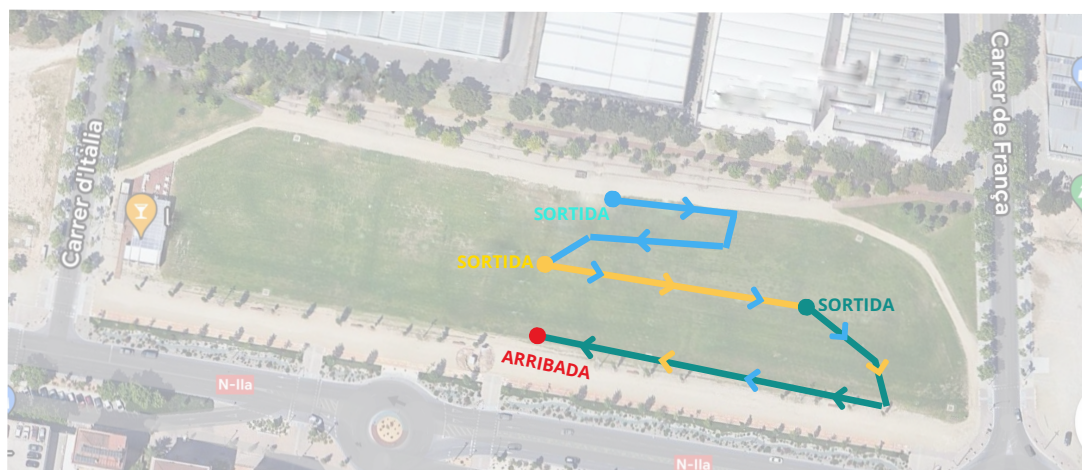 Carrer d'Itàlia
Carrer de França
SORTIDA
SORTIDA
SORTIDA
ARRIBADA
N-IIa
N-IIa